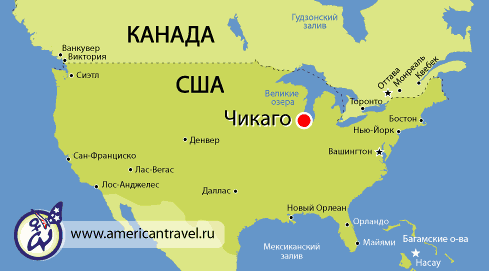 Гудзонский
залив
КАНАДА
Ванкувер
Виктория
Сиэтл
США
Оттава
Монреаль
Квебек
Великие
озера
Торонто
Чикаго
Бостон
Нью-Йорк
Денвер
Вашингтон
Сан-Франциско
Лас-Вегас
Лос-Анджелес
Даллас
Новый Орлеан
Орландо
www.americantravel.ru
Мексиканский
залив
Майями
Багамские о-ва
Насау